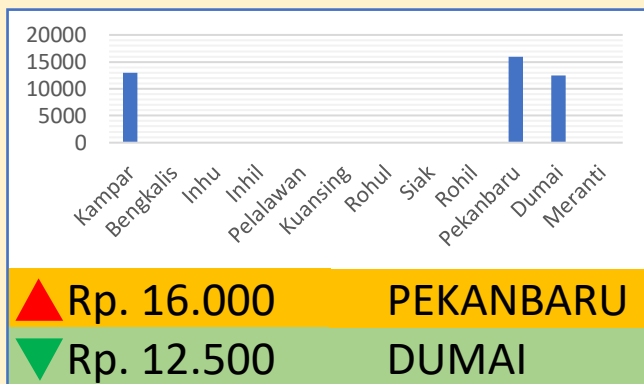 20000
15000
10000
5000
0
Kampar
Bengkalis
Inhu
Inhil
Pelalawan
Kuansing
Rohul
Siak
Rohil
Pekanbaru
Dumai
Meranti
Rp. 16.000 PEKANBARU
Rp. 12.500 DUMAI